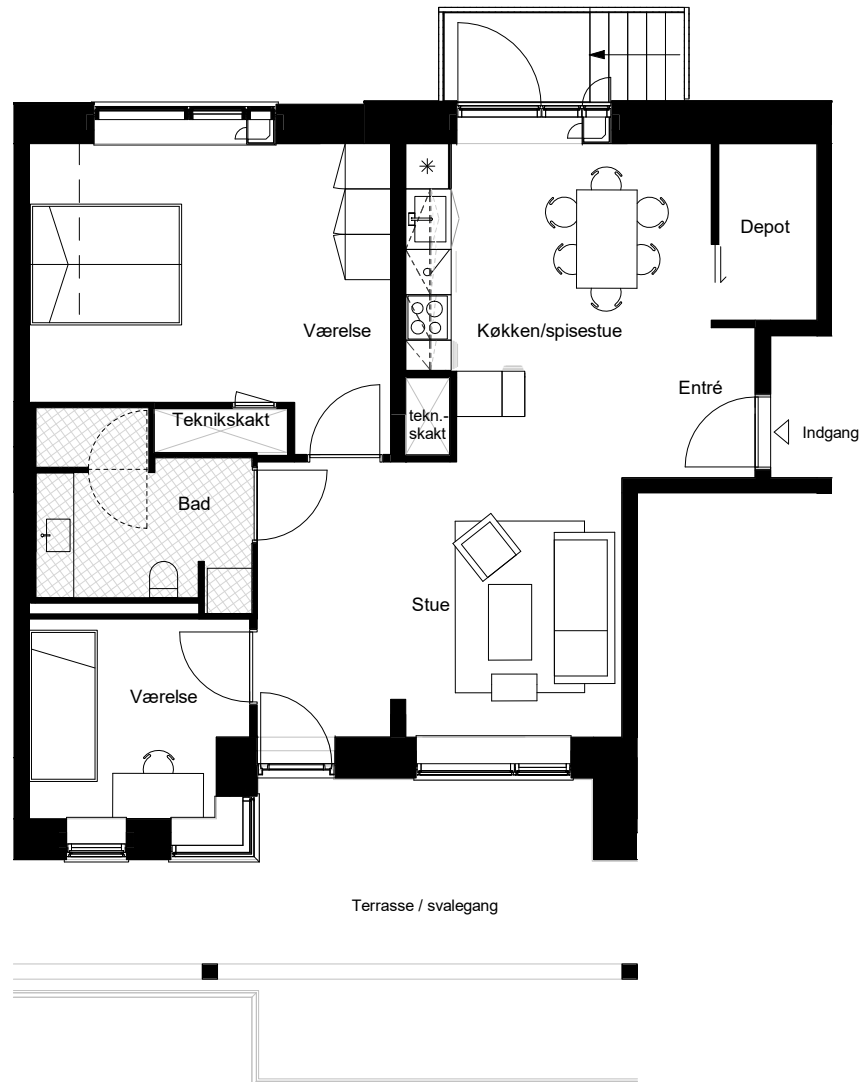 Depot
Værelse
Køkken/spisestue
Entré
Teknikskakt
tekn.-
skakt
Indgang
Bad
Stue
Værelse
Terrasse / svalegang